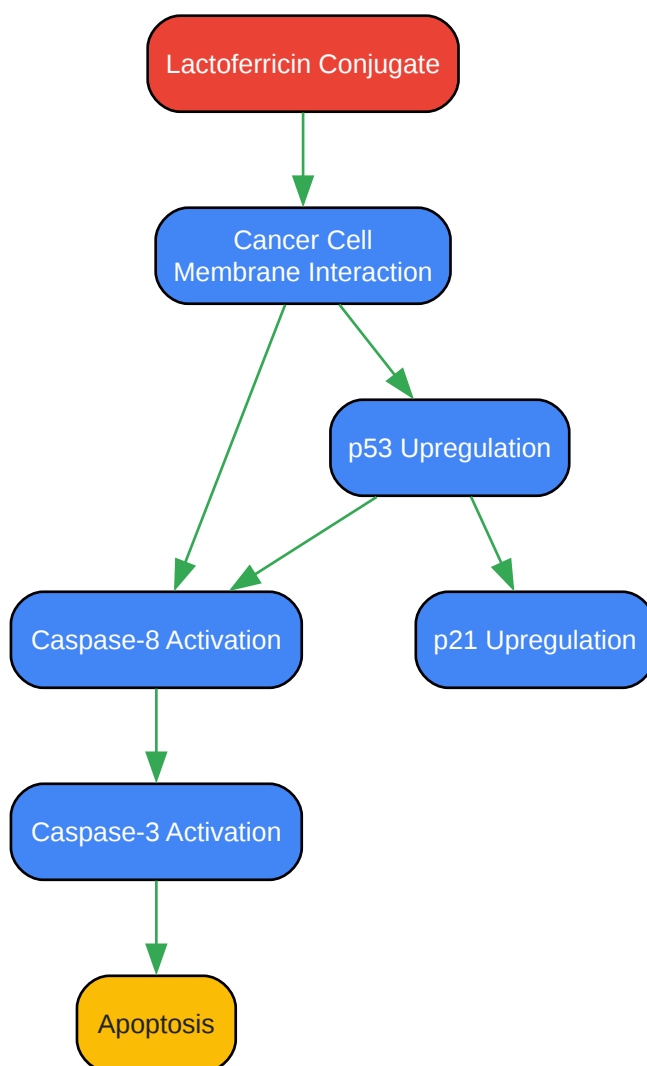 Lactoferricin Conjugate
Cancer Cell
Membrane Interaction
p53 Upregulation
Caspase-8 Activation
p21 Upregulation
Caspase-3 Activation
Apoptosis